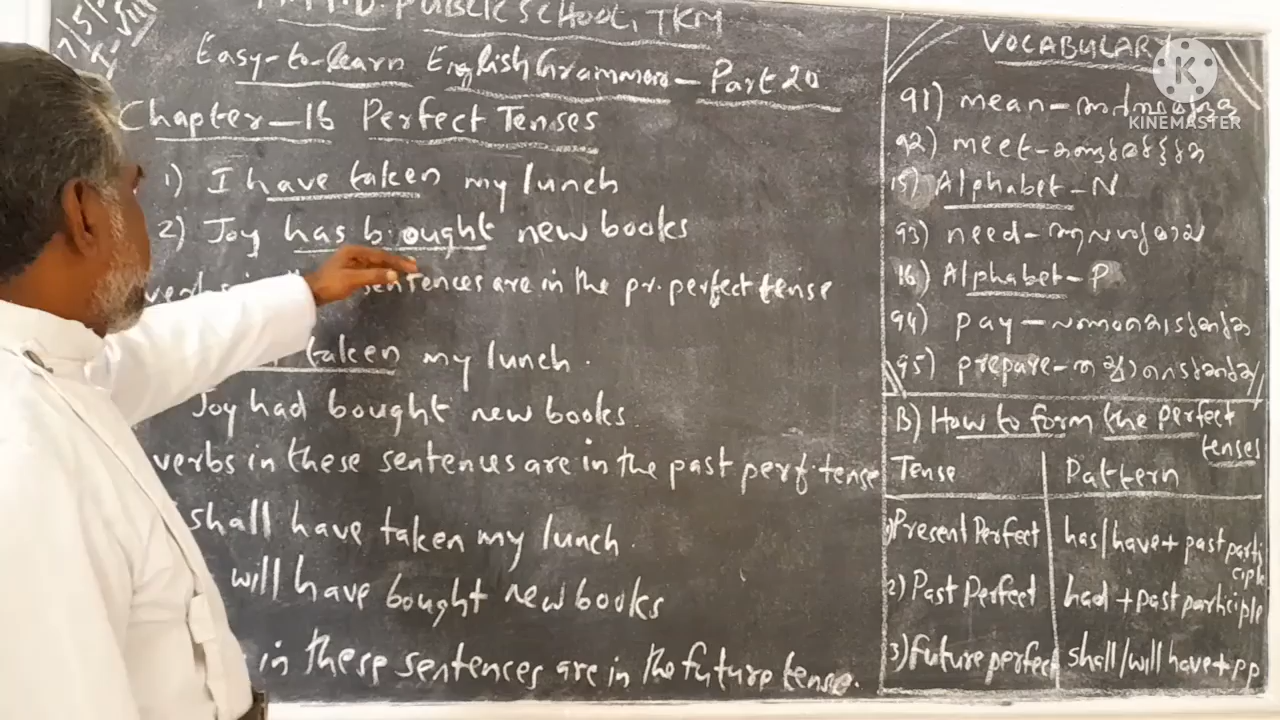 PUBLIC SCHOOL, TKM
Easy-to-learn English Grammar - Part 20
Chapter-16 Perfect Tenses
1) I have taken my lunch
2) Joy has bought new books
sentences are in the pr. perfect tense
taken my lunch.
Joy had bought new books
verbs in these sentences are in the past perf. tense
shall have taken my lunch.
will have bought new books
in these sentences are in the future tense.
VOCABULARY
91) mean -
92) meet -
15) Alphabet - N
93) need -
16) Alphabet - P
94) pay -
95) prepare -
B) How to form the perfect
tenses
Tense Pattern
1) Present Perfect has/have + past parti
ciple
2) Past Perfect had + past participle
3) Future perfect shall/will have + pp
KINEMASTER